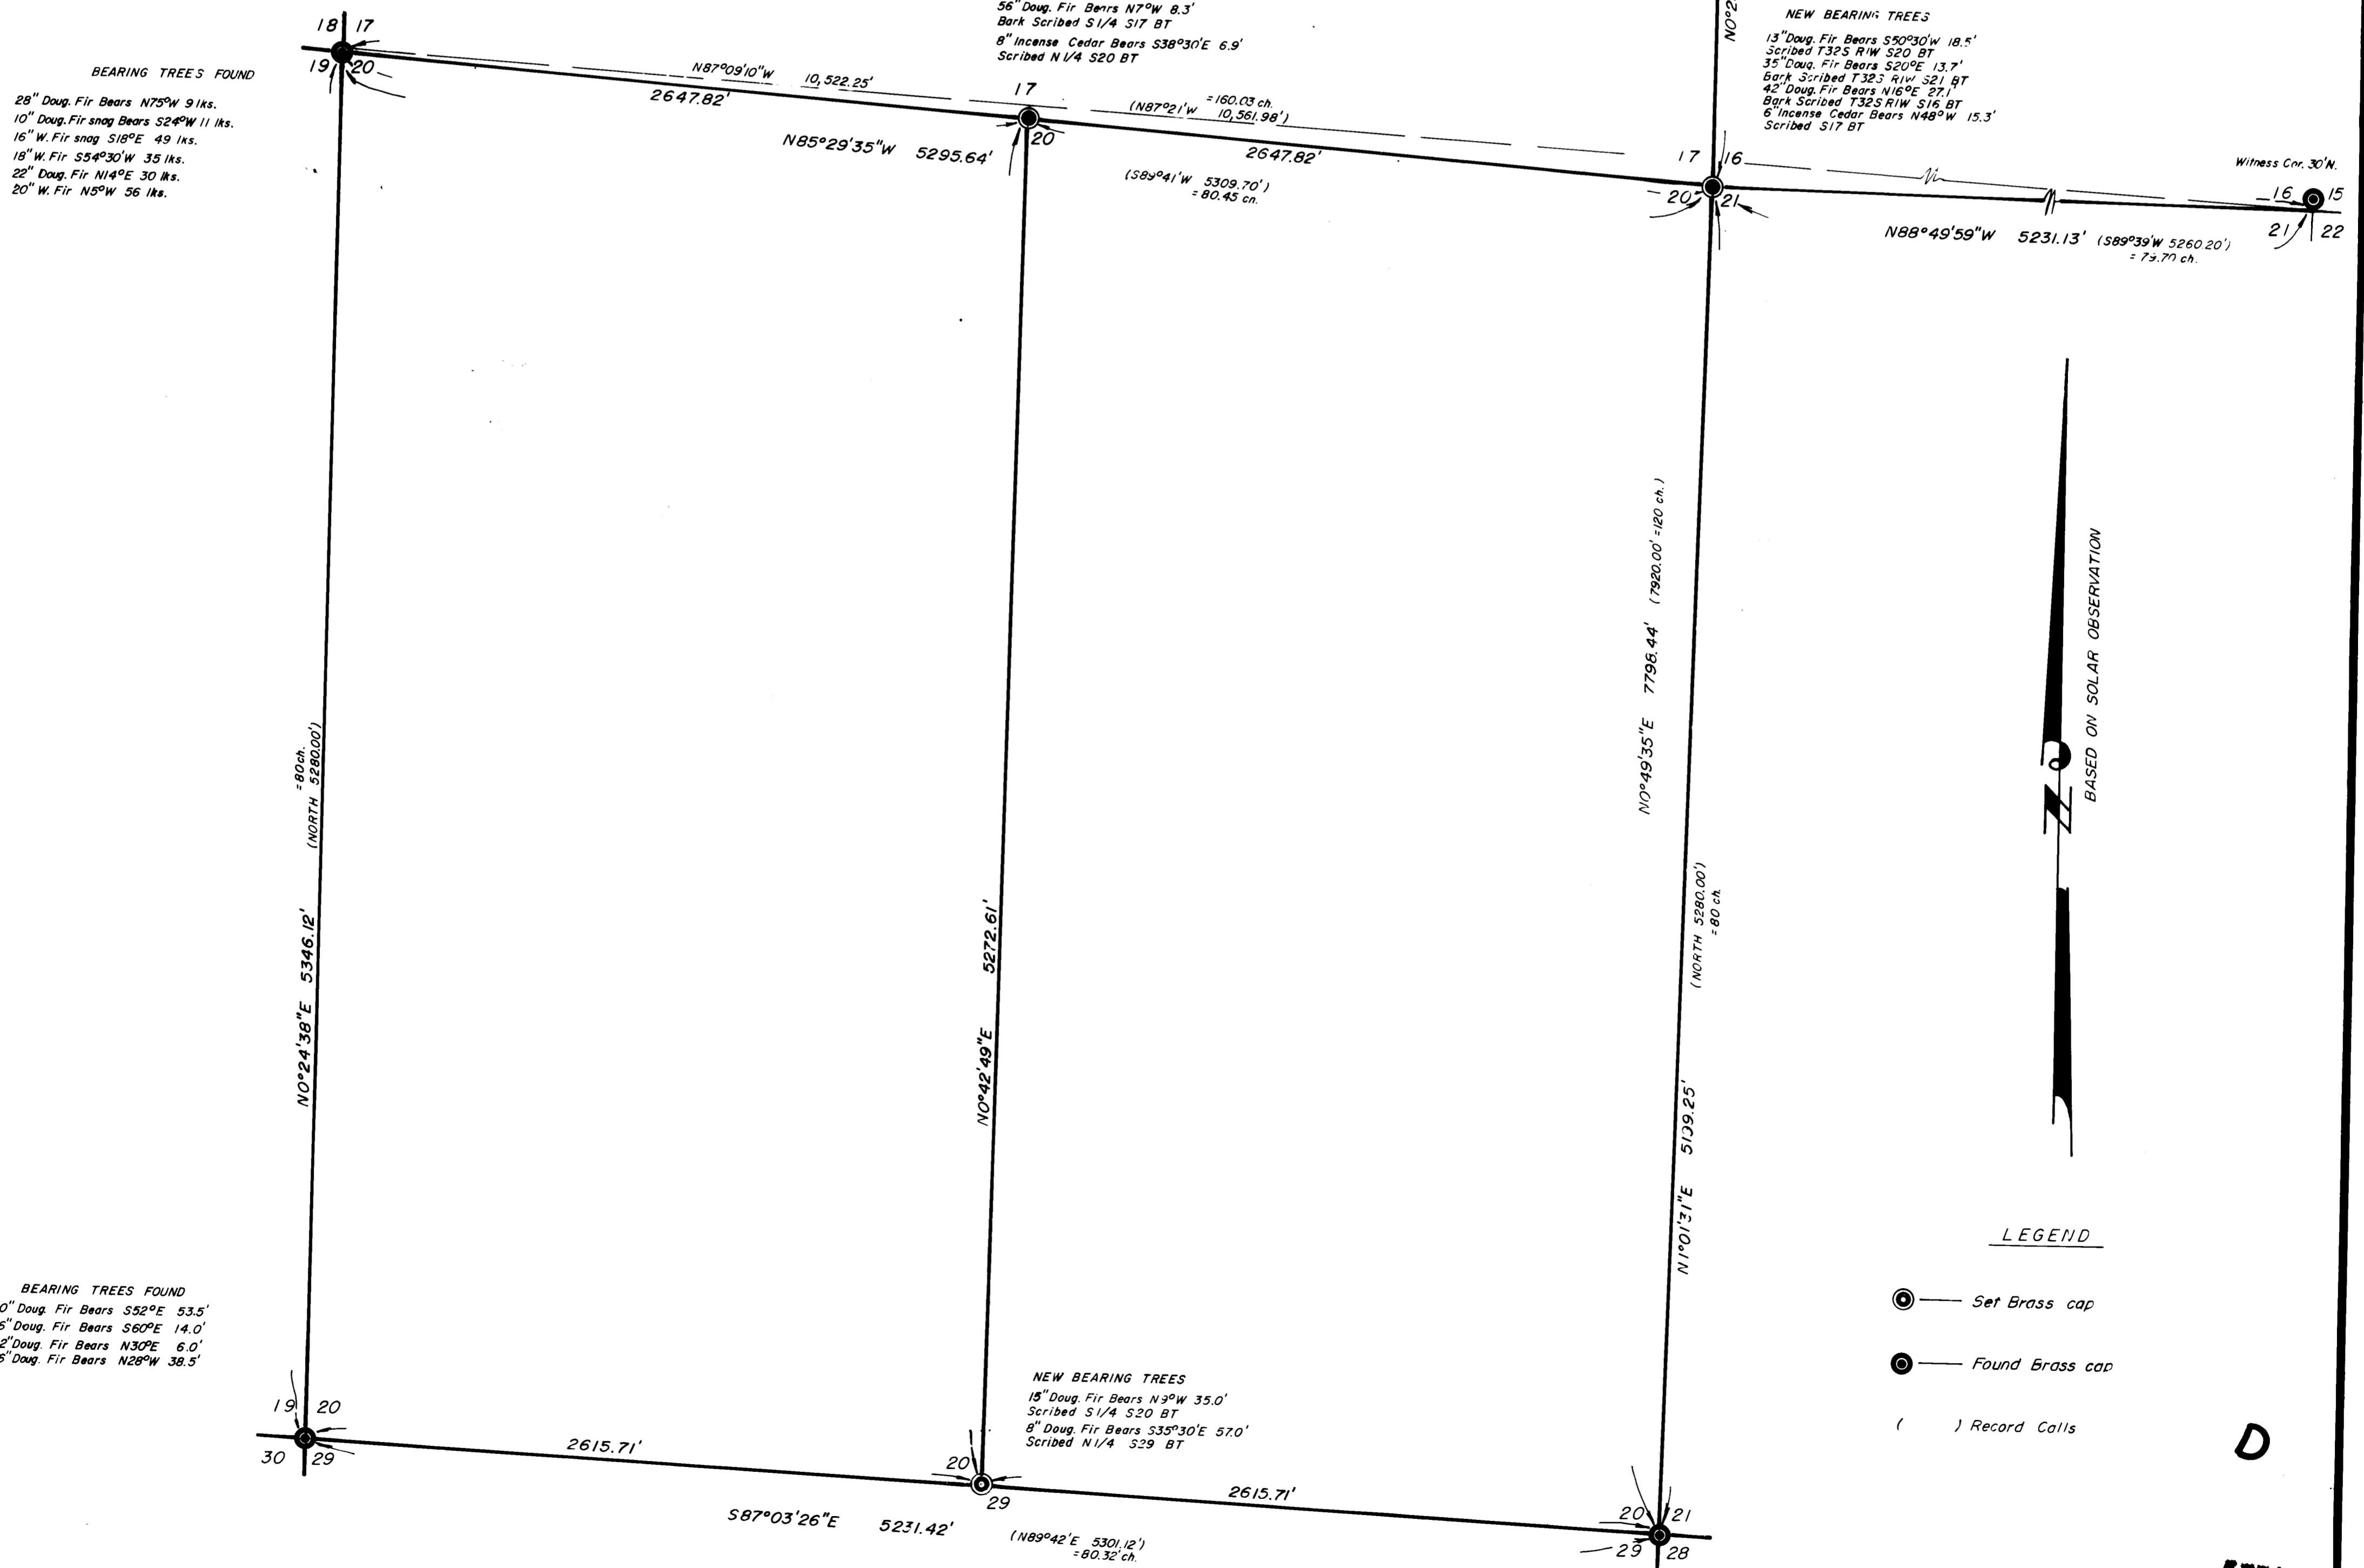 56" Doug. Fir Bears N7°W 8.3'
Bark Scribed S1/4 S17 BT
8" Incense Cedar Bears S38°30'E 6.9'
Scribed N1/4 S20 BT
NEW BEARING TREES
13" Doug. Fir Bears S50°30'W 18.5'
Scribed T32S R1W S20 BT
35" Doug. Fir Bears S20°E 13.7'
Bark Scribed T32S R1W S21 BT
42" Doug. Fir Bears N16°E 27.1'
Bark Scribed T32S R1W S16 BT
6" Incense Cedar Bears N48°W 15.3'
Scribed S17 BT
18 17
19 20
BEARING TREES FOUND
28" Doug. Fir Bears N75°W 9 lks.
10" Doug. Fir snag Bears S24°W 11 lks.
16" W. Fir snag S18°E 49 lks.
18" W. Fir S54°30'W 35 lks.
22" Doug. Fir N14°E 30 lks.
20" W. Fir N5°W 56 lks.
N87°09'10"W 10,522.25'
2647.82'
17
20
=160.03 ch.
(N87°21'W 10,561.98')
N85°29'35"W 5295.64'
2647.82'
(S89°41'W 5309.70')
= 80.45 ch.
17 16
20 21
Witness Cor. 30' N.
16 15
21 22
N88°49'59"W 5231.13' (S89°39'W 5260.20')
= 79.70 ch.
=80ch.
(NORTH 5280.00')
N0°24'38"E 5346.12'
N0°42'49"E 5272.61'
N0°49'35"E 7798.44' (7920.00' =120 ch.)
(NORTH 5280.00')
= 80 ch.
N1°01'31"E
BASED ON SOLAR OBSERVATION
N
LEGEND
Set Brass cap
Found Brass cap
( ) Record Calls
D
BEARING TREES FOUND
0" Doug. Fir Bears S52°E 53.5'
Doug. Fir Bears S60°E 14.0'
2" Doug. Fir Bears N30°E 6.0'
Doug. Fir Bears N28°W 38.5'
19 20
30 29
NEW BEARING TREES
15" Doug. Fir Bears N9°W 35.0'
Scribed S1/4 S20 BT
8" Doug. Fir Bears S35°30'E 57.0'
Scribed N1/4 S29 BT
2615.71'
20
29
2615.71'
S87°03'26"E 5231.42'
(N89°42'E 5301.12')
=80.32' ch.
20 21
29 28